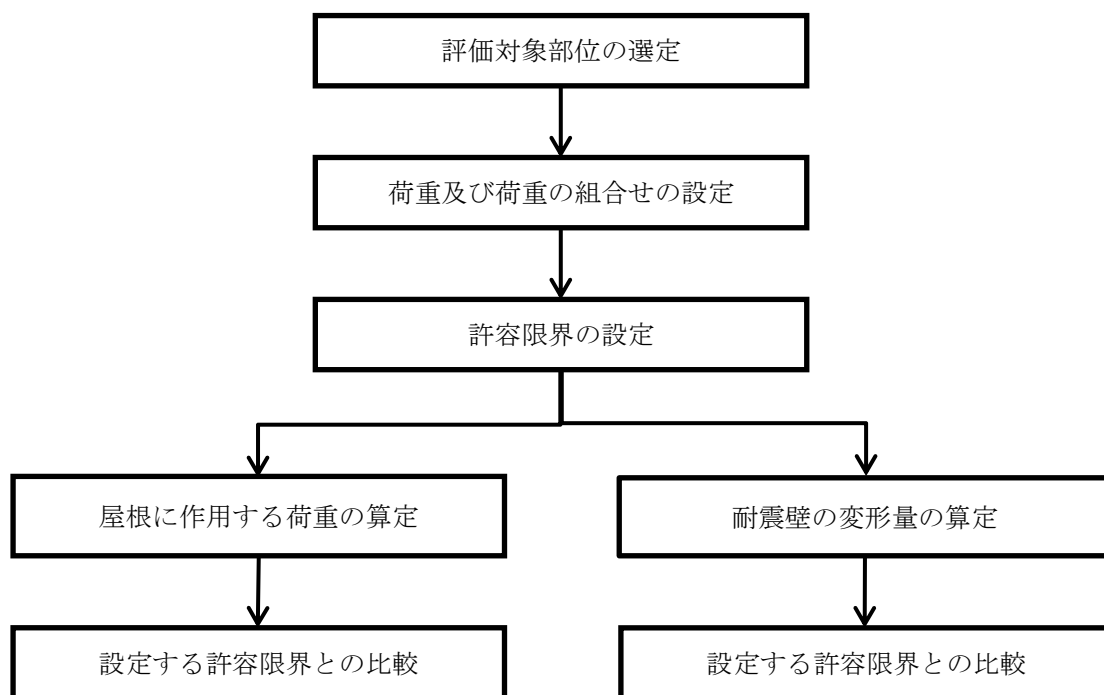 評価対象部位の選定
荷重及び荷重の組合せの設定
許容限界の設定
屋根に作用する荷重の算定
耐震壁の変形量の算定
設定する許容限界との比較
設定する許容限界との比較